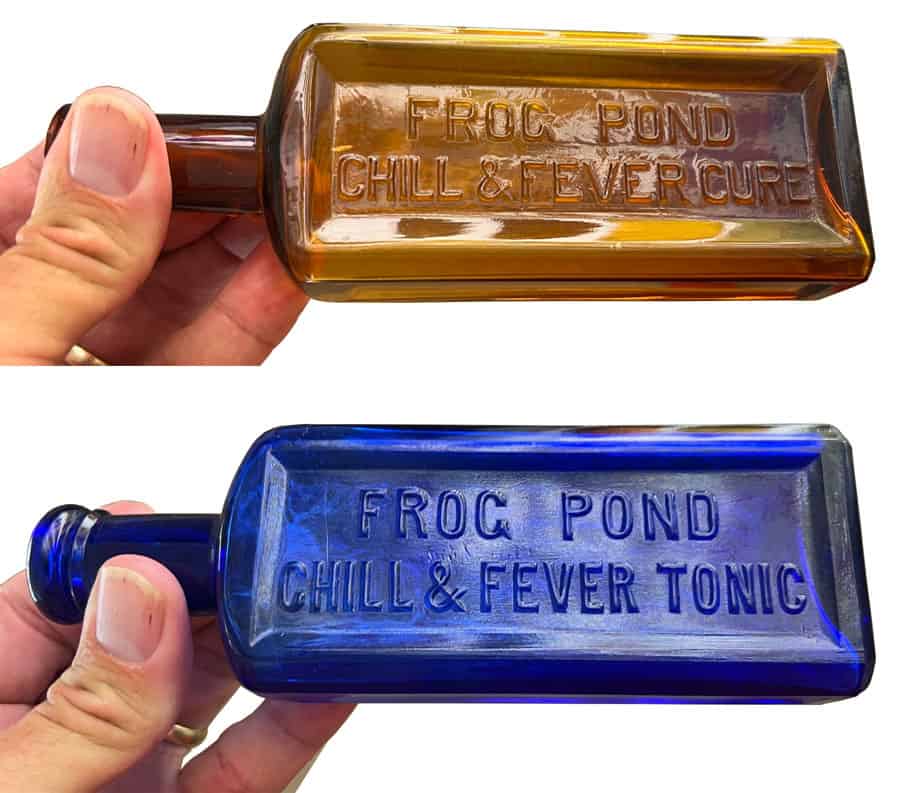 FROG POND
CHILL & FEVER CURE
FROG POND
CHILL & FEVER TONIC